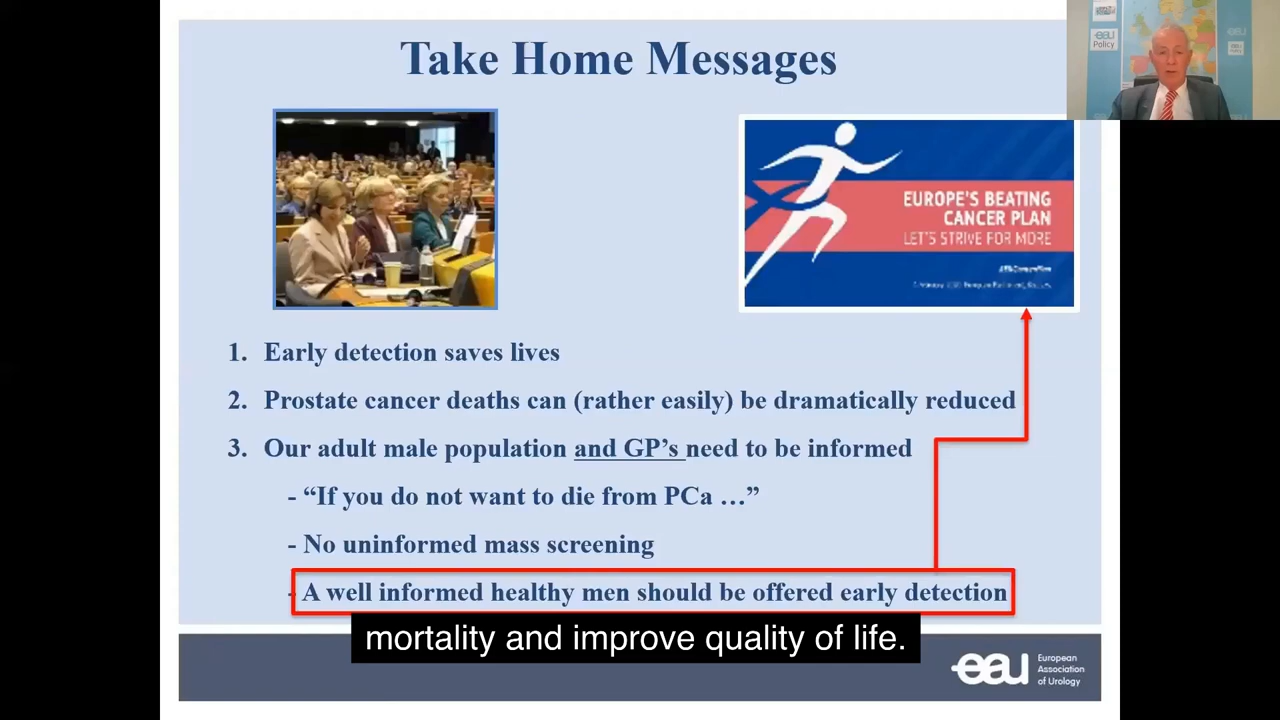 Take Home Messages
eau
Policy
EUROPE'S BEATING
CANCER PLAN
LET'S STRIVE FOR MORE
1. Early detection saves lives
2. Prostate cancer deaths can (rather easily) be dramatically reduced
3. Our adult male population and GP's need to be informed
- “If you do not want to die from PCa …”
- No uninformed mass screening
- A well informed healthy men should be offered early detection
mortality and improve quality of life.
eau
European
Association
of Urology